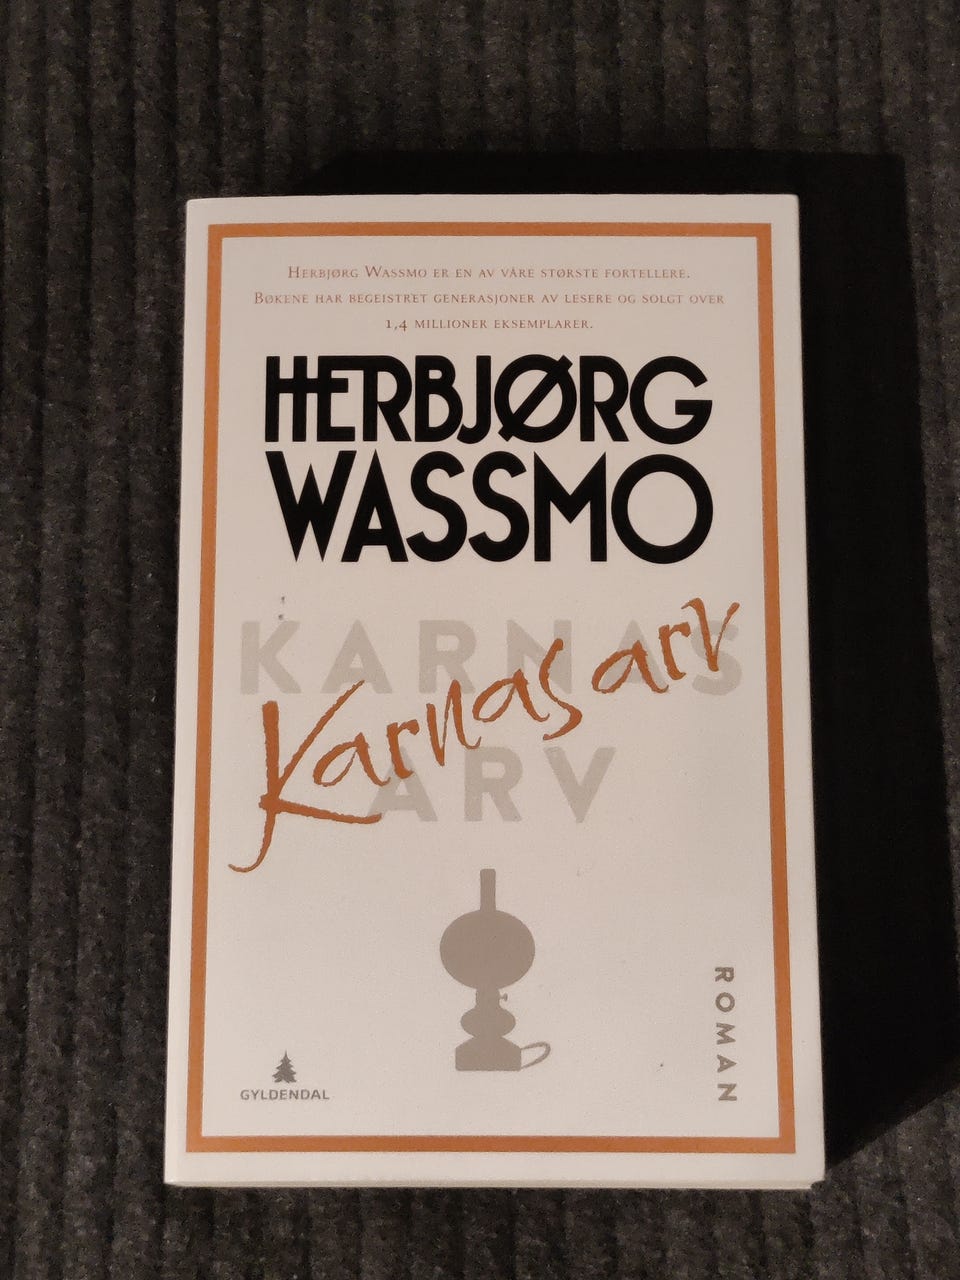 Herbjørg Wassmo er en av våre største fortellere.
Bøkene har begeistret generasjoner av lesere og solgt over
1,4 millioner eksemplarer.
HERBJØRG
WASSMO
KARNAS
Karnas arv
ARV
ROMAN
GYLDENDAL